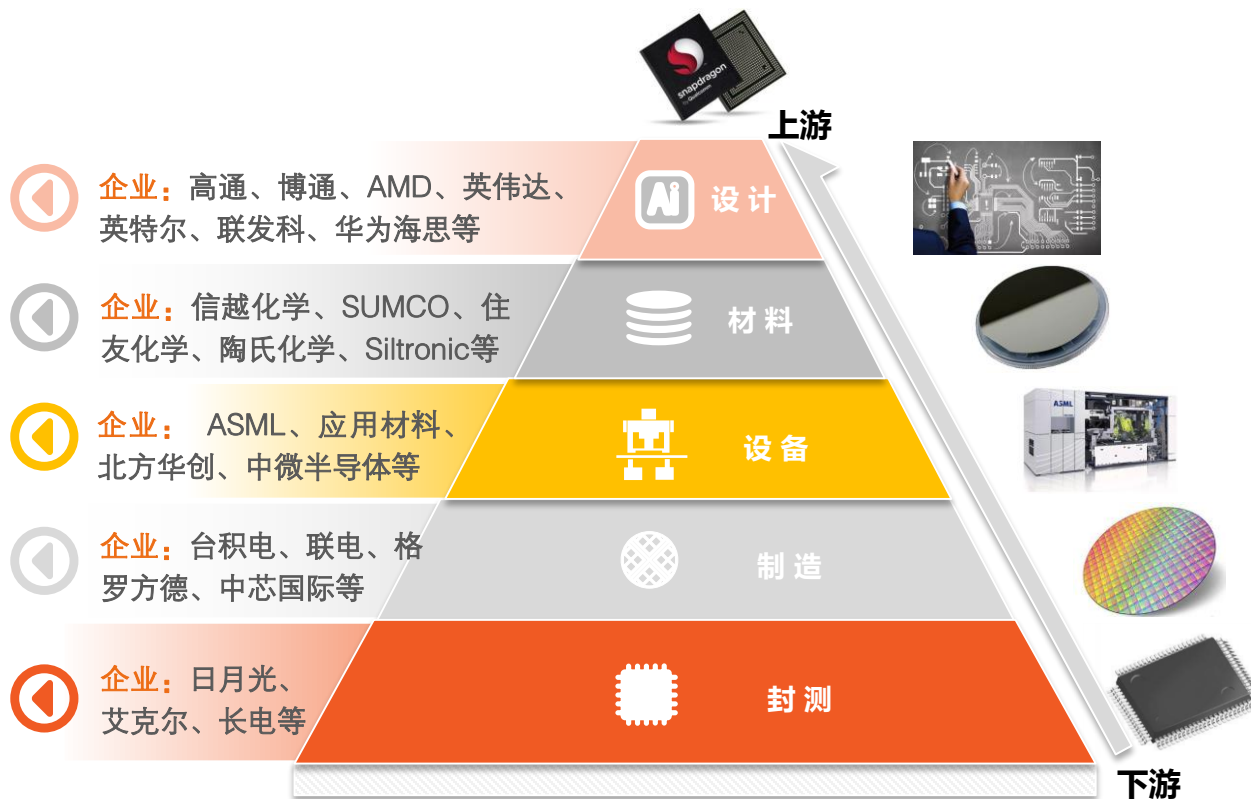 snapdragon
by Qualcomm
上游
企业：高通、博通、AMD、英伟达、
英特尔、联发科、华为海思等
Ai
设计
企业：信越化学、SUMCO、住
友化学、陶氏化学、Siltronic等
材料
企业： ASML、应用材料、
北方华创、中微半导体等
设备
ASML
企业：台积电、联电、格
罗方德、中芯国际等
制造
企业：日月光、
艾克尔、长电等
封测
下游